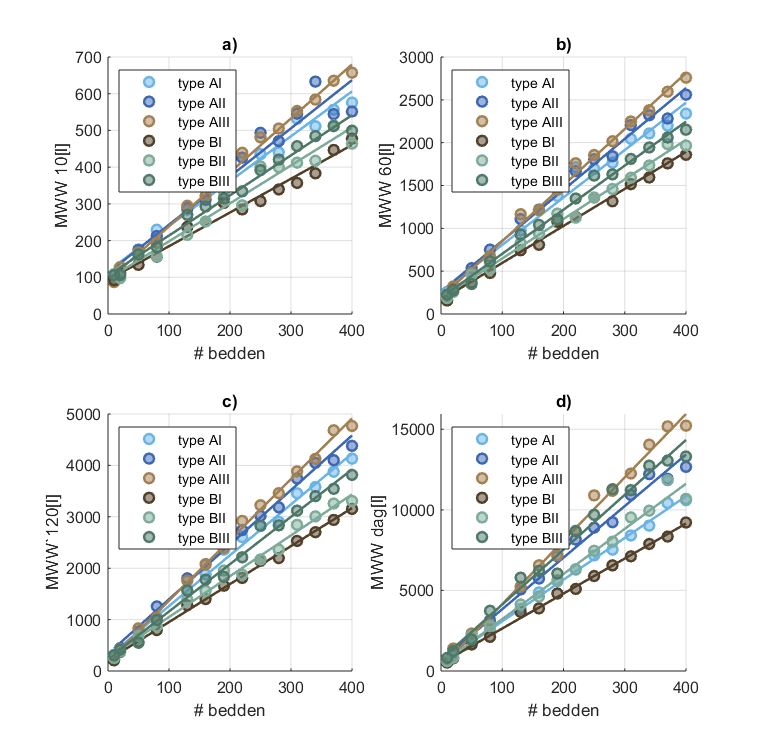 a)
MWW 10[l]
700
600
500
400
300
200
100
0
type AI
type AII
type AIII
type BI
type BII
type BIII
0 100 200 300 400
# bedden
b)
MWW 60[l]
3000
2500
2000
1500
1000
500
0
type AI
type AII
type AIII
type BI
type BII
type BIII
0 100 200 300 400
# bedden
c)
MWW 120[l]
5000
4000
3000
2000
1000
0
type AI
type AII
type AIII
type BI
type BII
type BIII
0 100 200 300 400
# bedden
d)
MWW dag[l]
15000
10000
5000
0
type AI
type AII
type AIII
type BI
type BII
type BIII
0 100 200 300 400
# bedden